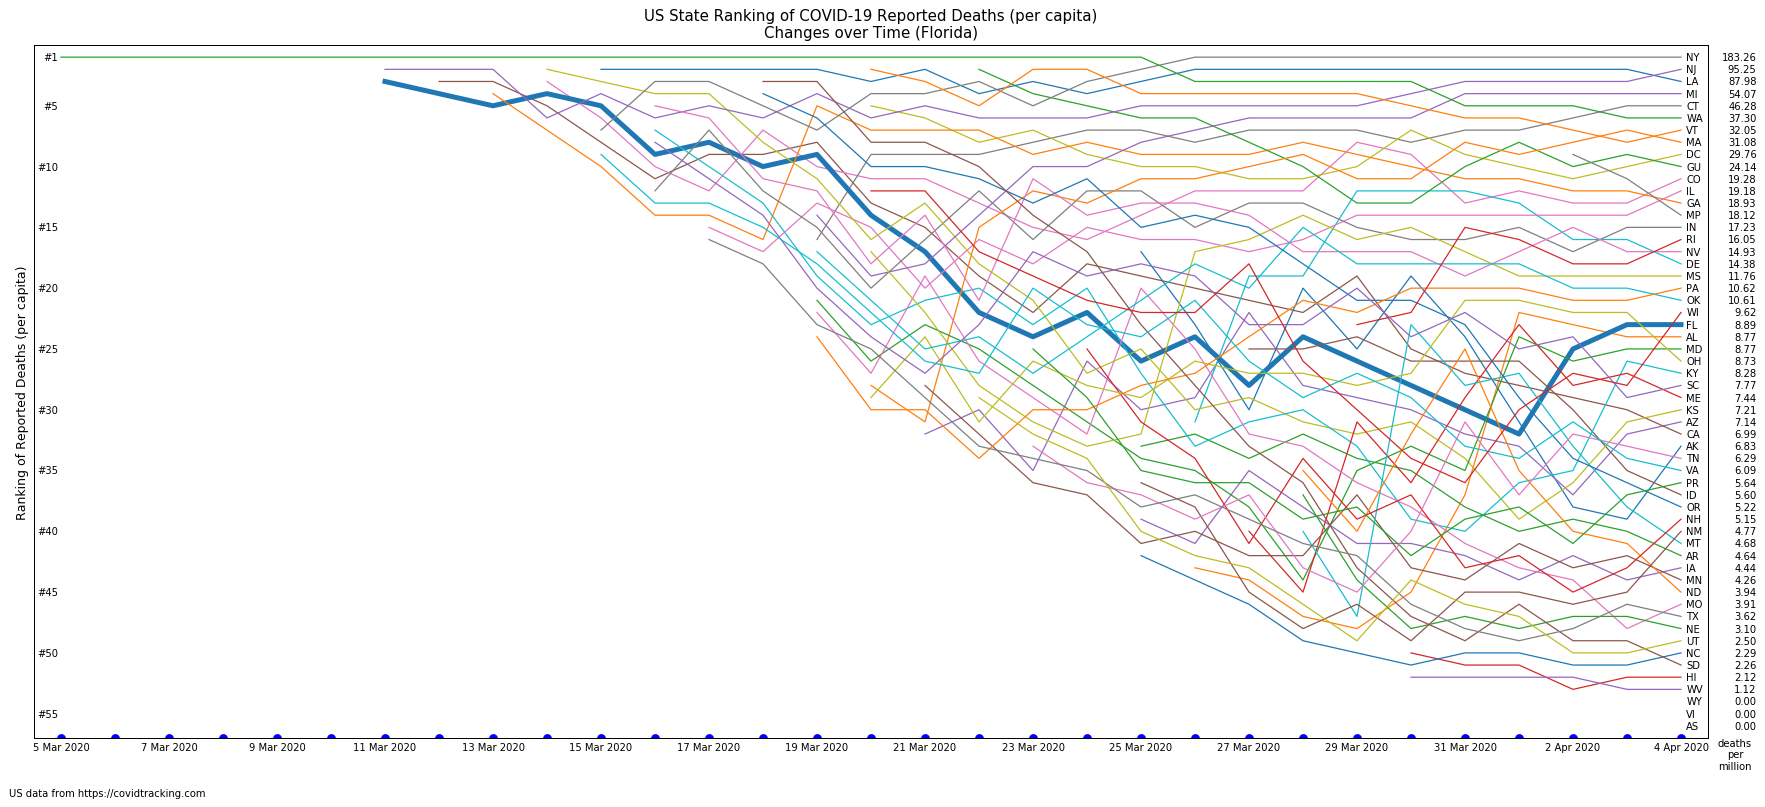 US State Ranking of COVID-19 Reported Deaths (per capita)
Changes over Time (Florida)
Ranking of Reported Deaths (per capita)
#1
#5
#10
#15
#20
#25
#30
#35
#40
#45
#50
#55
NY 183.26
NJ 95.25
LA 87.98
MI 54.07
CT 46.28
WA 37.30
VT 32.05
MA 31.08
DC 29.76
GU 24.14
CO 19.28
IL 19.18
GA 18.93
MP 18.12
IN 17.23
RI 16.05
NV 14.93
DE 14.38
MS 11.76
PA 10.62
OK 10.61
WI 9.62
FL 8.89
AL 8.77
MD 8.77
OH 8.73
KY 8.28
SC 7.77
ME 7.44
KS 7.21
AZ 7.14
CA 6.99
AK 6.83
TN 6.29
VA 6.09
PR 5.64
ID 5.60
OR 5.22
NH 5.15
NM 4.77
MT 4.68
AR 4.64
IA 4.44
MN 4.26
ND 3.94
MO 3.91
TX 3.62
NE 3.10
UT 2.50
NC 2.29
SD 2.26
HI 2.12
WV 1.12
WY 0.00
VI 0.00
AS 0.00
5 Mar 2020 7 Mar 2020 9 Mar 2020 11 Mar 2020 13 Mar 2020 15 Mar 2020 17 Mar 2020 19 Mar 2020 21 Mar 2020 23 Mar 2020 25 Mar 2020 27 Mar 2020 29 Mar 2020 31 Mar 2020 2 Apr 2020 4 Apr 2020
deaths
per
million
US data from https://covidtracking.com